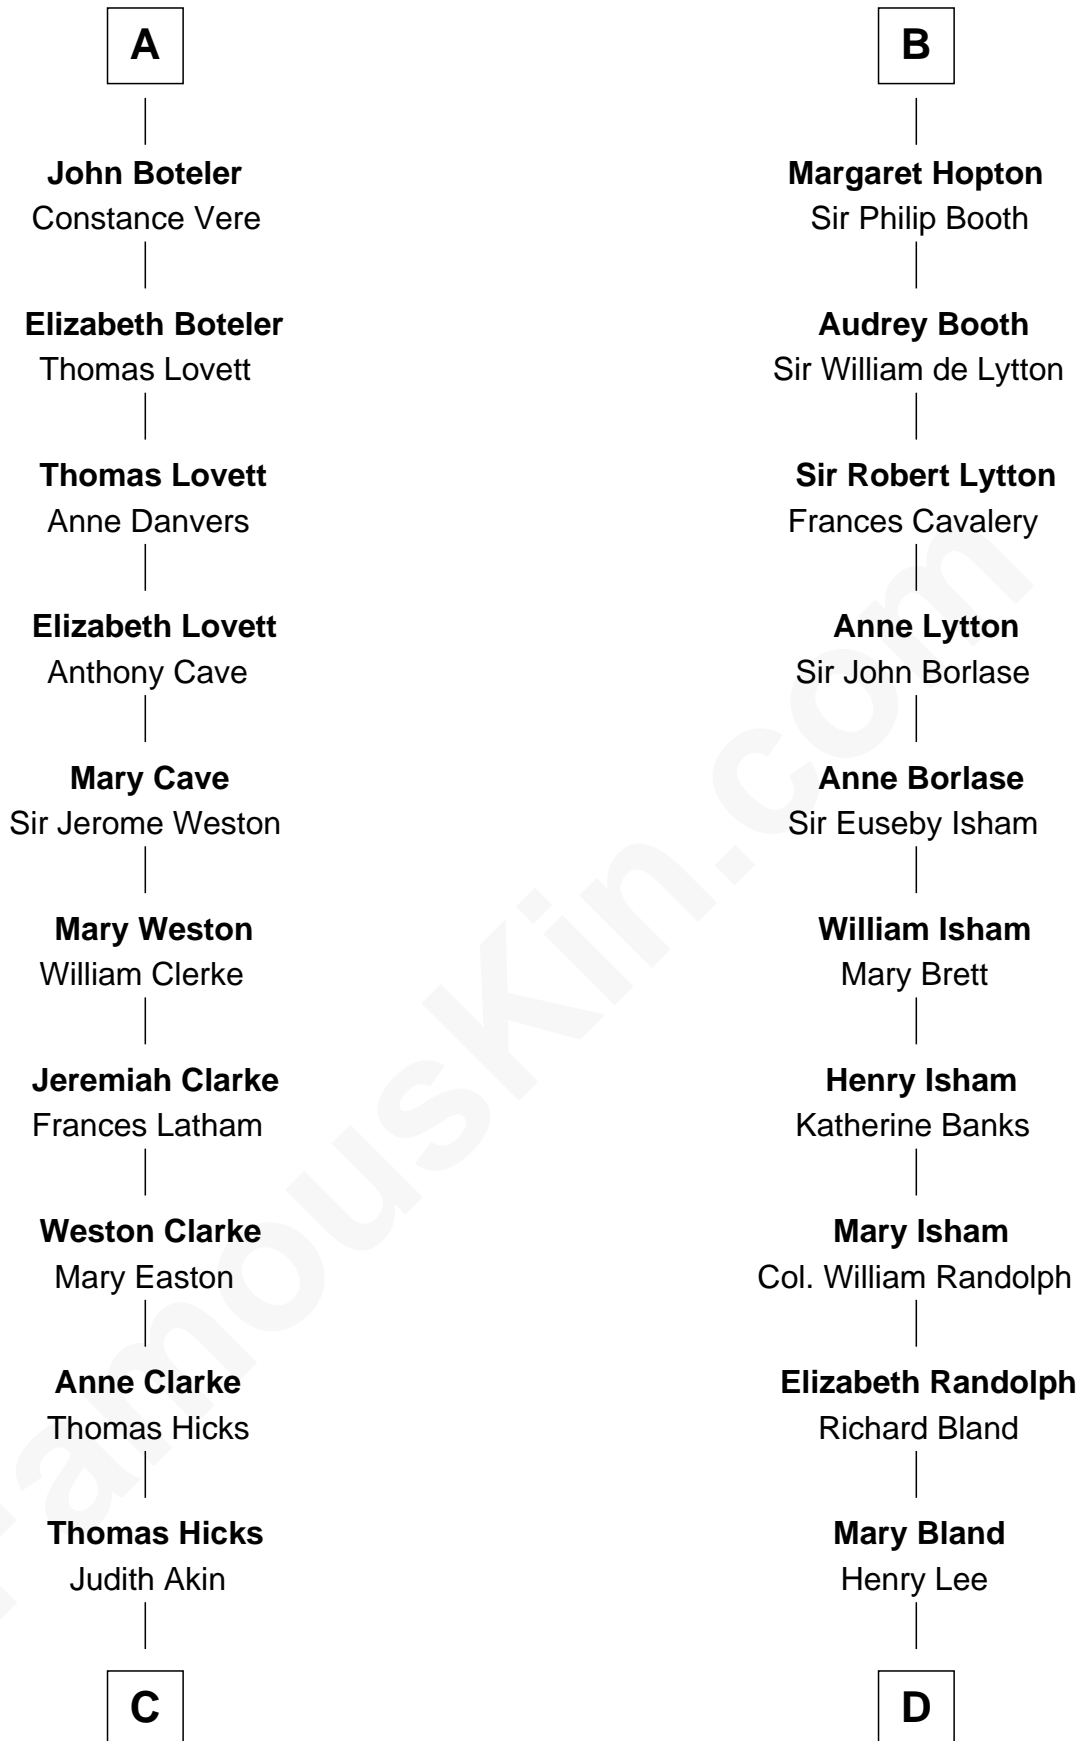 A
John Boteler
Constance Vere
Elizabeth Boteler
Thomas Lovett
Thomas Lovett
Anne Danvers
Elizabeth Lovett
Anthony Cave
Mary Cave
Sir Jerome Weston
Mary Weston
William Clerke
Jeremiah Clarke
Frances Latham
Weston Clarke
Mary Easton
Anne Clarke
Thomas Hicks
Thomas Hicks
Judith Akin
C
B
Margaret Hopton
Sir Philip Booth
Audrey Booth
Sir William de Lytton
Sir Robert Lytton
Frances Cavalery
Anne Lytton
Sir John Borlase
Anne Borlase
Sir Euseby Isham
William Isham
Mary Brett
Henry Isham
Katherine Banks
Mary Isham
Col. William Randolph
Elizabeth Randolph
Richard Bland
Mary Bland
Henry Lee
D
FamousKin.com